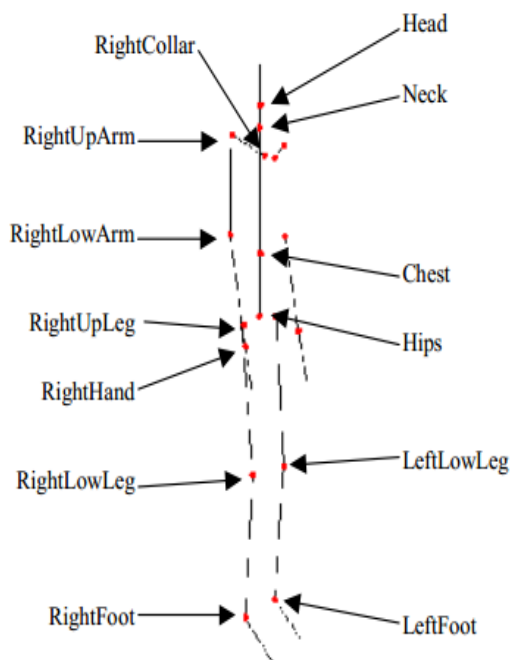 Head
RightCollar
Neck
RightUpArm
RightLowArm
Chest
RightUpLeg
Hips
RightHand
LeftLowLeg
RightLowLeg
RightFoot
LeftFoot